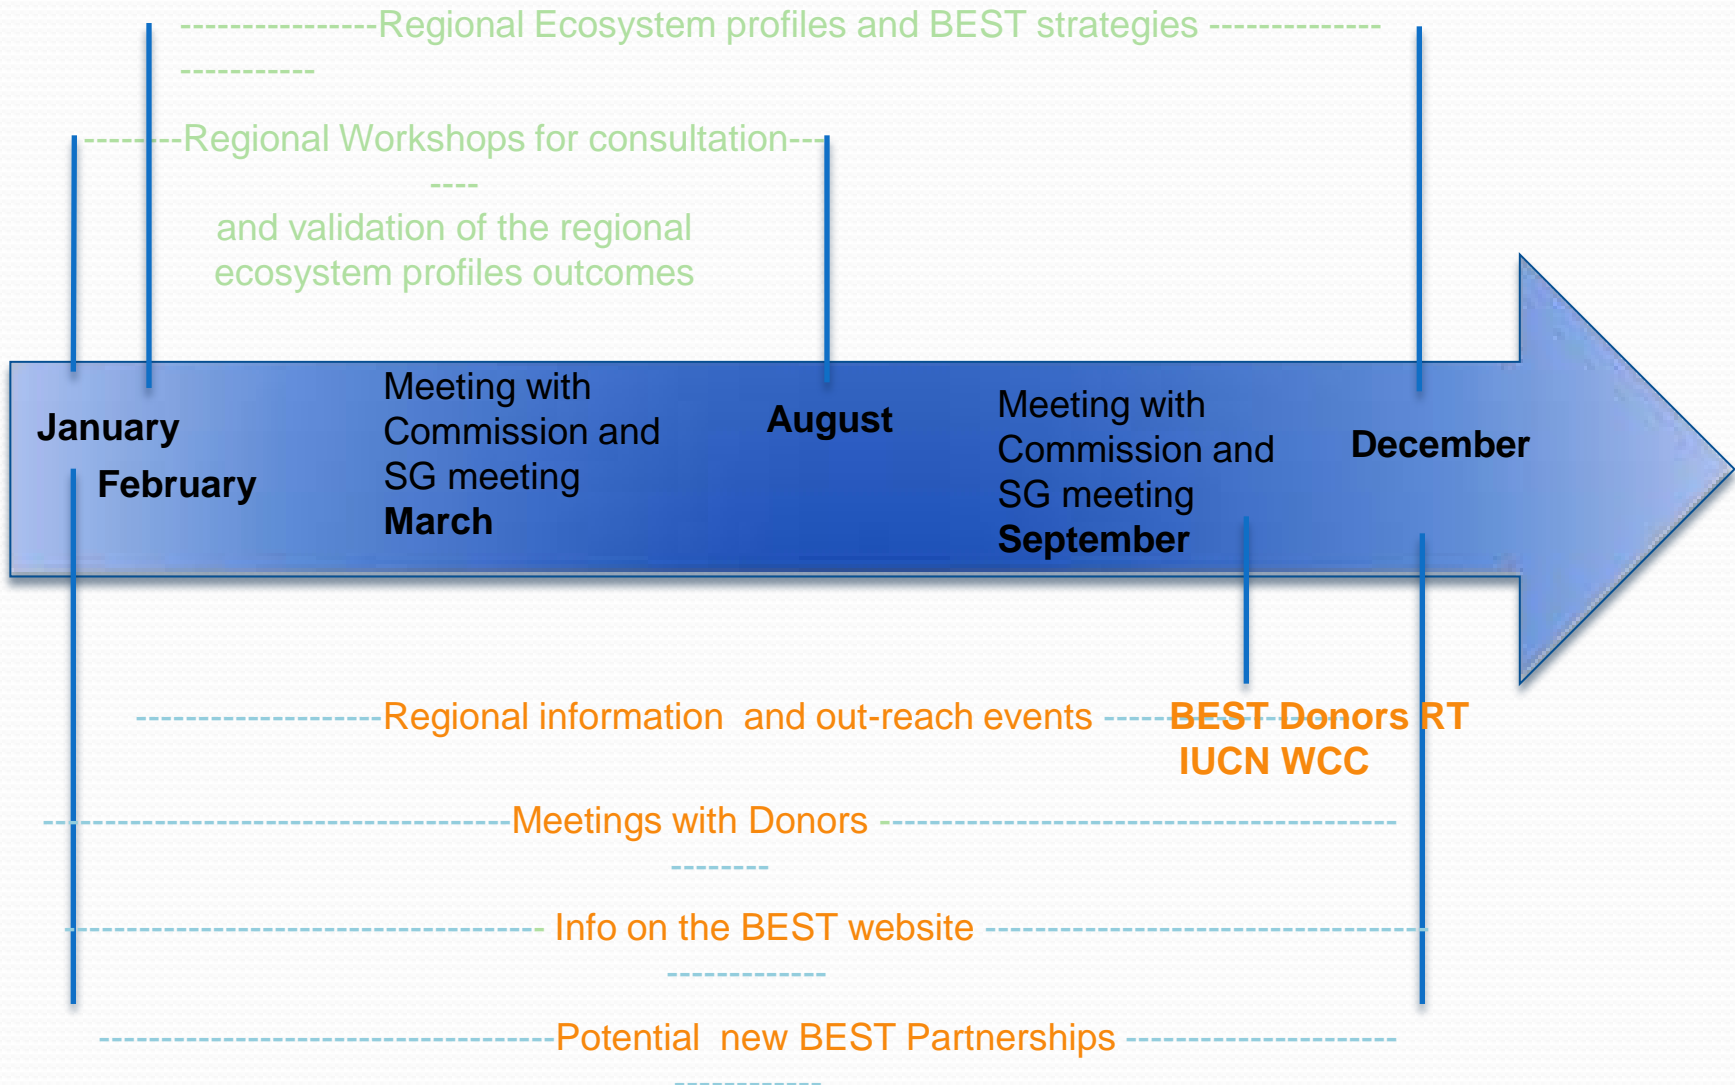 ----------------Regional Ecosystem profiles and BEST strategies --------------
-----------
--------Regional Workshops for consultation---
----
and validation of the regional
ecosystem profiles outcomes
January
February
Meeting with
Commission and
SG meeting
March
August
Meeting with
Commission and
SG meeting
September
December
--------------------Regional information  and out-reach events --------------------
BEST Donors RT
IUCN WCC
--------------------------------------Meetings with Donors ------------------------------------------
--------
--------------------------------------- Info on the BEST website ------------------------------------
-------------
-------------------------------------Potential  new BEST Partnerships ----------------------
------------